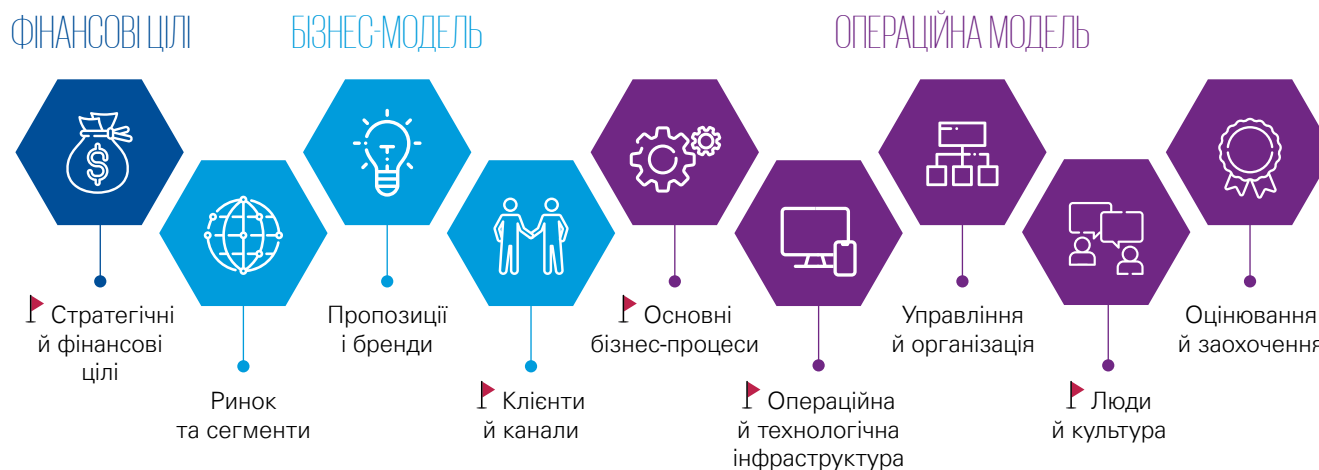 ФІНАНСОВІ ЦІЛІ
БІЗНЕС-МОДЕЛЬ
ОПЕРАЦІЙНА МОДЕЛЬ
$
Стратегічні
й фінансові
цілі
Ринок
та сегменти
Пропозиції
і бренди
Клієнти
й канали
Основні
бізнес-процеси
Операційна
й технологічна
інфраструктура
Управління
й організація
Люди
й культура
Оцінювання
й заохочення